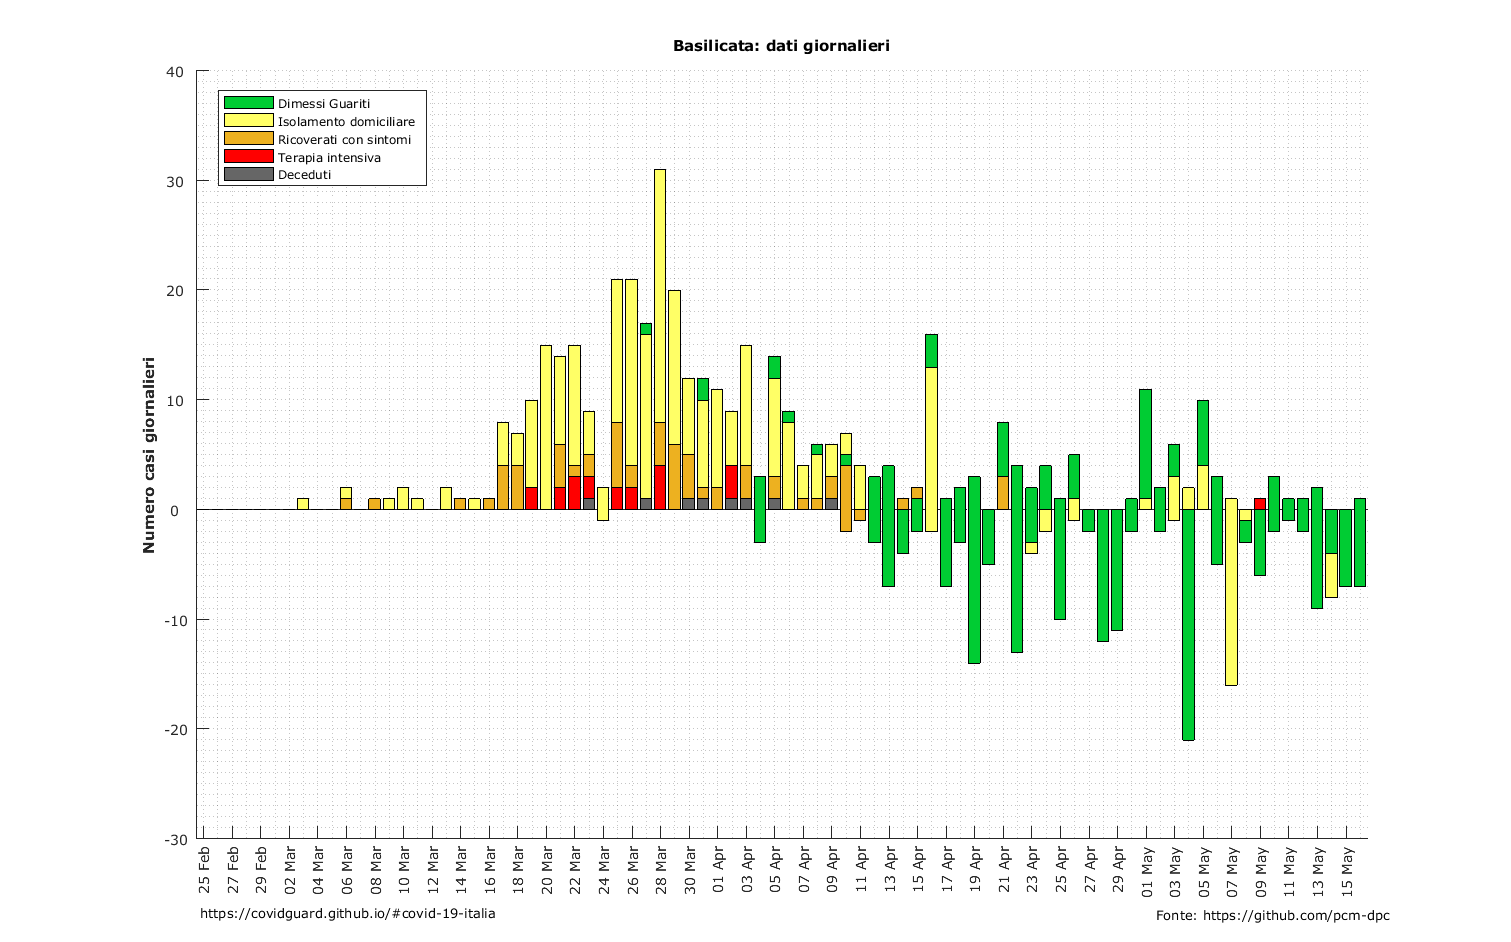 Basilicata: dati giornalieri
Numero casi giornalieri
40
30
20
10
0
-10
-20
-30
Dimessi Guariti
Isolamento domiciliare
Ricoverati con sintomi
Terapia intensiva
Deceduti
25 Feb
27 Feb
29 Feb
02 Mar
04 Mar
06 Mar
08 Mar
10 Mar
12 Mar
14 Mar
16 Mar
18 Mar
20 Mar
22 Mar
24 Mar
26 Mar
28 Mar
30 Mar
01 Apr
03 Apr
05 Apr
07 Apr
09 Apr
11 Apr
13 Apr
15 Apr
17 Apr
19 Apr
21 Apr
23 Apr
25 Apr
27 Apr
29 Apr
01 May
03 May
05 May
07 May
09 May
11 May
13 May
15 May
https://covidguard.github.io/#covid-19-italia
Fonte: https://github.com/pcm-dpc